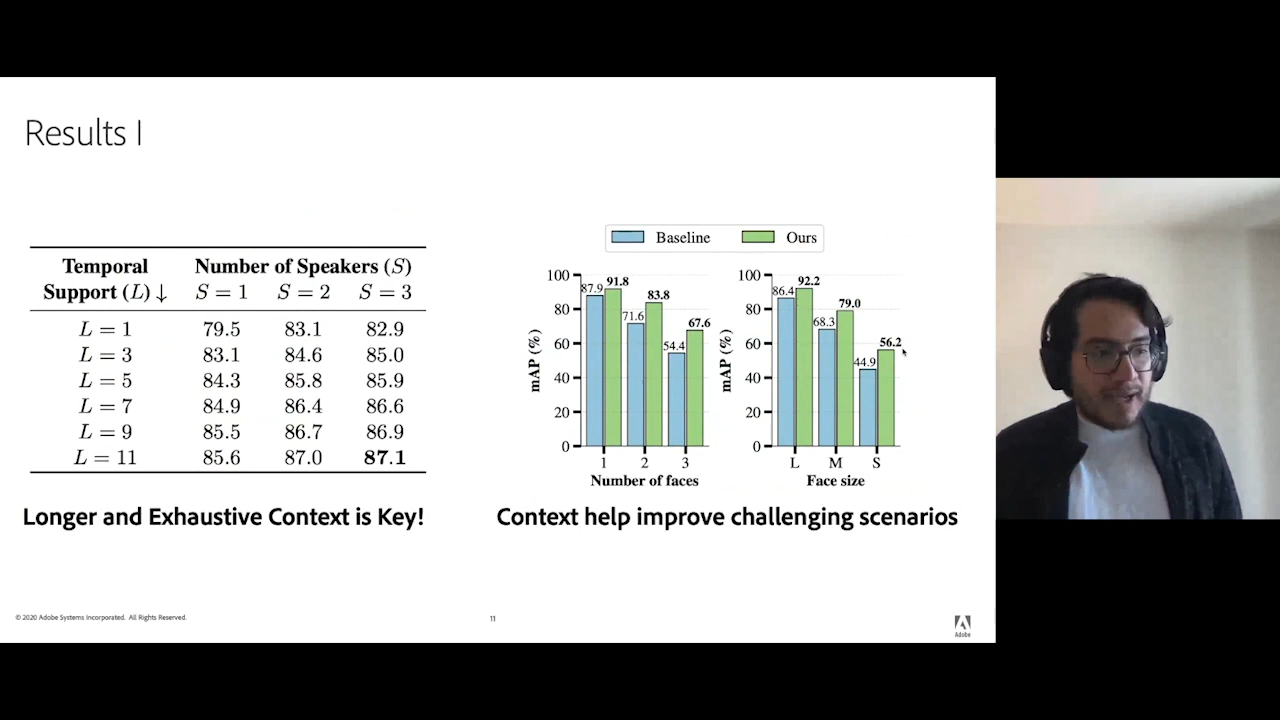 Results I
Temporal Number of Speakers (S)
Support (L) ↓ S = 1 S = 2 S = 3
L = 1 79.5 83.1 82.9
L = 3 83.1 84.6 85.0
L = 5 84.3 85.8 85.9
L = 7 84.9 86.4 86.6
L = 9 85.5 86.7 86.9
L = 11 85.6 87.0 87.1
Longer and Exhaustive Context is Key!
Baseline Ours
mAP (%)
100
80
60
40
20
0
87.9 91.8
71.6 83.8
54.4 67.6
1 2 3
Number of faces
mAP (%)
100
80
60
40
20
0
86.4 92.2
68.3 79.0
44.9 56.2
L M S
Face size
Context help improve challenging scenarios
© 2020 Adobe Systems Incorporated. All Rights Reserved.
11
Adobe